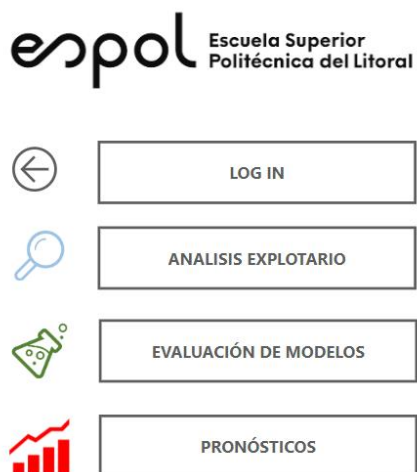 espol
Escuela Superior
Politécnica del Litoral
LOG IN
ANALISIS EXPLOTARIO
EVALUACIÓN DE MODELOS
PRONÓSTICOS